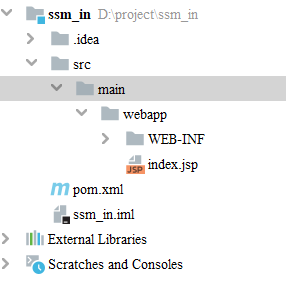 ssm_in D:\project\ssm_in
.idea
src
main
webapp
WEB-INF
JSP index.jsp
m pom.xml
ssm_in.iml
External Libraries
Scratches and Consoles